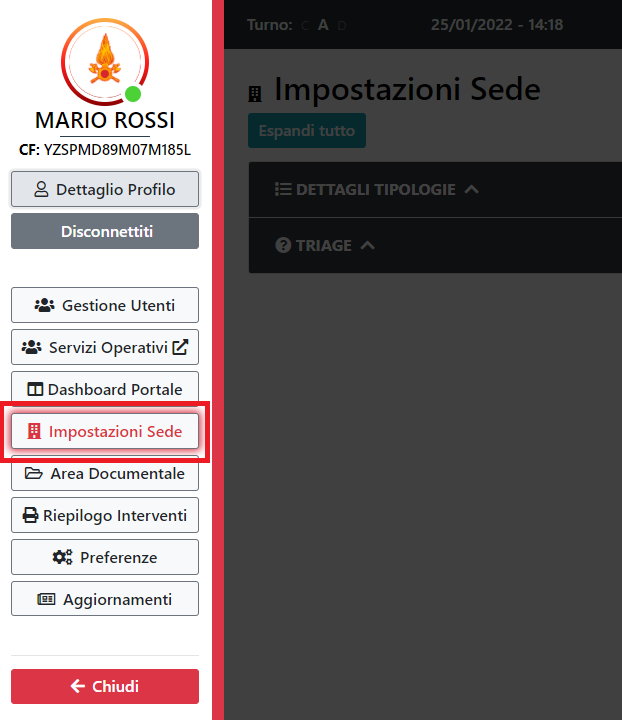 MARIO ROSSI
CF: YZSPMD89M07M185L
Dettaglio Profilo
Disconnettiti
Gestione Utenti
Servizi Operativi
Dashboard Portale
Impostazioni Sede
Area Documentale
Riepilogo Interventi
Preferenze
Aggiornamenti
Chiudi
Turno: C A D
25/01/2022 - 14:18
Impostazioni Sede
Espandi tutto
DETTAGLI TIPOLOGIE
TRIAGE